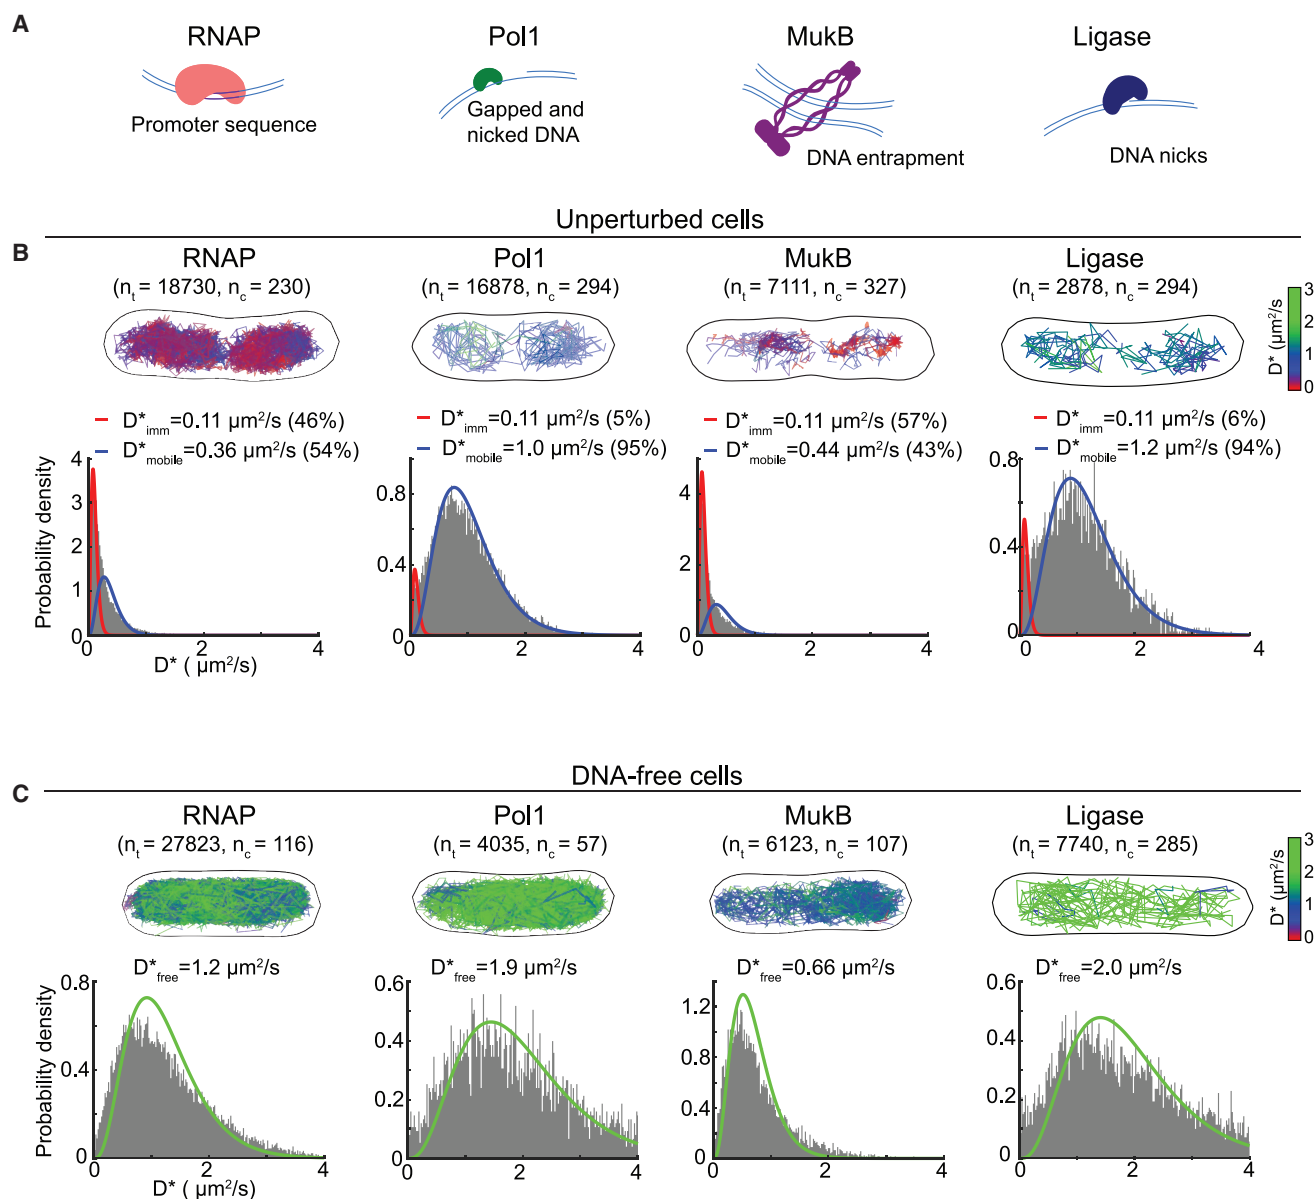 A
RNAP Pol1 MukB Ligase
Promoter sequence
Gapped and
nicked DNA
DNA entrapment
DNA nicks
Unperturbed cells
B
RNAP Pol1 MukB Ligase
(nt = 18730, nc = 230) (nt = 16878, nc = 294) (nt = 7111, nc = 327) (nt = 2878, nc = 294)
3
2
1
0
D* (µm²/s)
D*imm=0.11 µm²/s (46%) D*imm=0.11 µm²/s (5%) D*imm=0.11 µm²/s (57%) D*imm=0.11 µm²/s (6%)
D*mobile=0.36 µm²/s (54%) D*mobile=1.0 µm²/s (95%) D*mobile=0.44 µm²/s (43%) D*mobile=1.2 µm²/s (94%)
Probability density
4
3
2
1
0
0 2 4
D* ( µm²/s)
0.8
0.4
0
0 2 4
4
2
0
0 2 4
0.8
0.4
0
0 2 4
DNA-free cells
C
RNAP Pol1 MukB Ligase
(nt = 27823, nc = 116) (nt = 4035, nc = 57) (nt = 6123, nc = 107) (nt = 7740, nc = 285)
3
2
1
0
D* (µm²/s)
D*free=1.2 µm²/s D*free=1.9 µm²/s D*free=0.66 µm²/s D*free=2.0 µm²/s
Probability density
0.8
0.4
0
0 2 4
D* ( µm²/s)
0.6
0.4
0.2
0
0 2 4
1.2
0.8
0.4
0
0 2 4
0.6
0.4
0.2
0
0 2 4